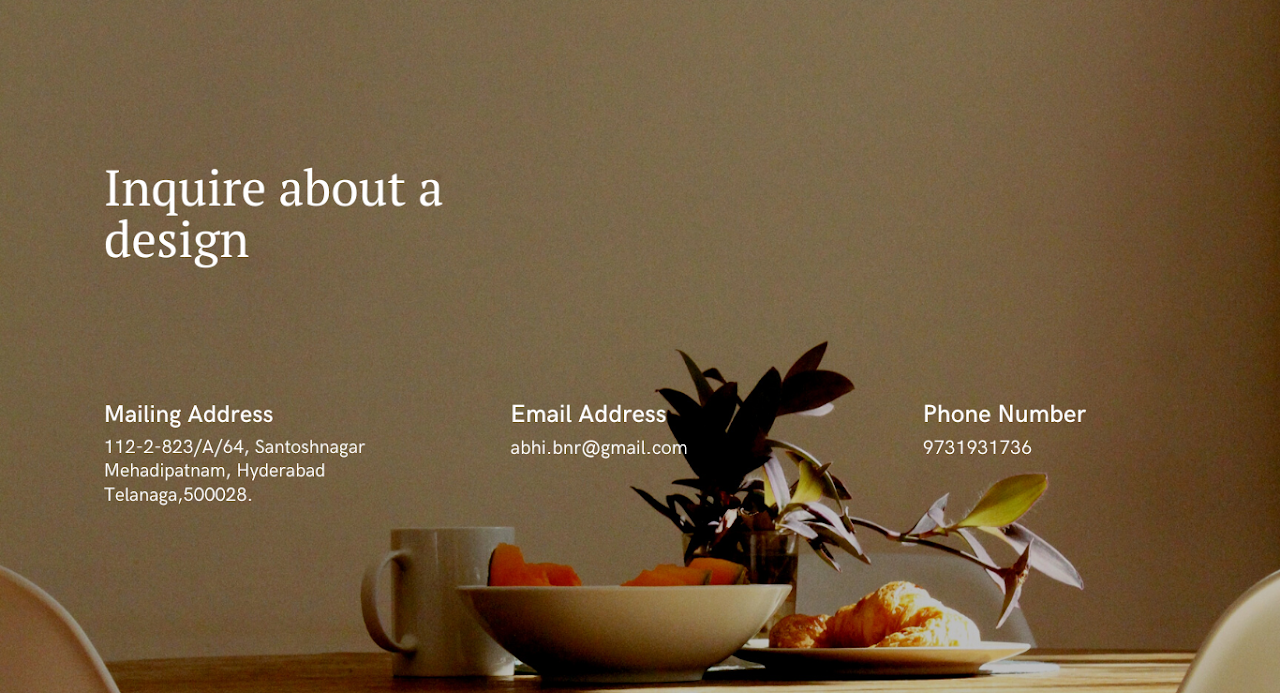 Inquire about a
design
Mailing Address
112-2-823/A/64, Santoshnagar
Mehadipatnam, Hyderabad
Telanaga,500028.
Email Address
abhi.bnr@gmail.com
Phone Number
9731931736